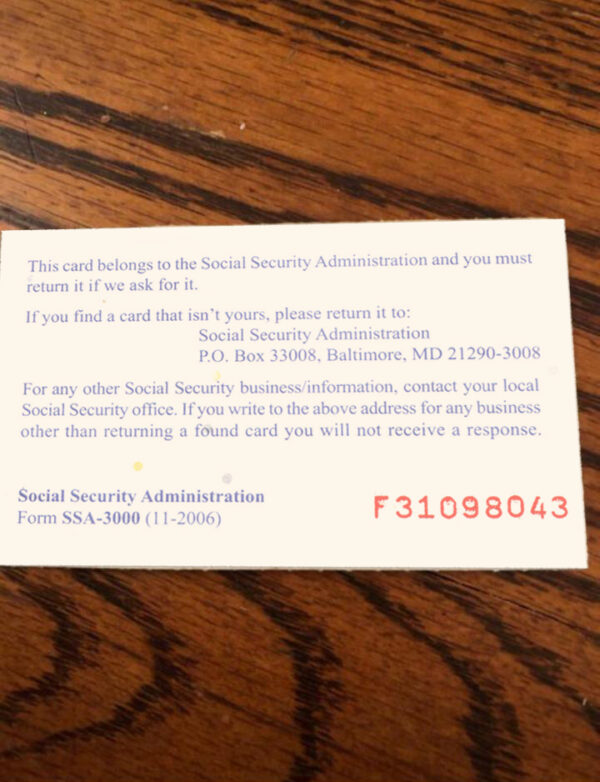 This card belongs to the Social Security Administration and you must
return it if we ask for it.
If you find a card that isn't yours, please return it to:
Social Security Administration
P.O. Box 33008, Baltimore, MD 21290-3008
For any other Social Security business/information, contact your local
Social Security office. If you write to the above address for any business
other than returning a found card you will not receive a response.
Social Security Administration
Form SSA-3000 (11-2006)
F31098043